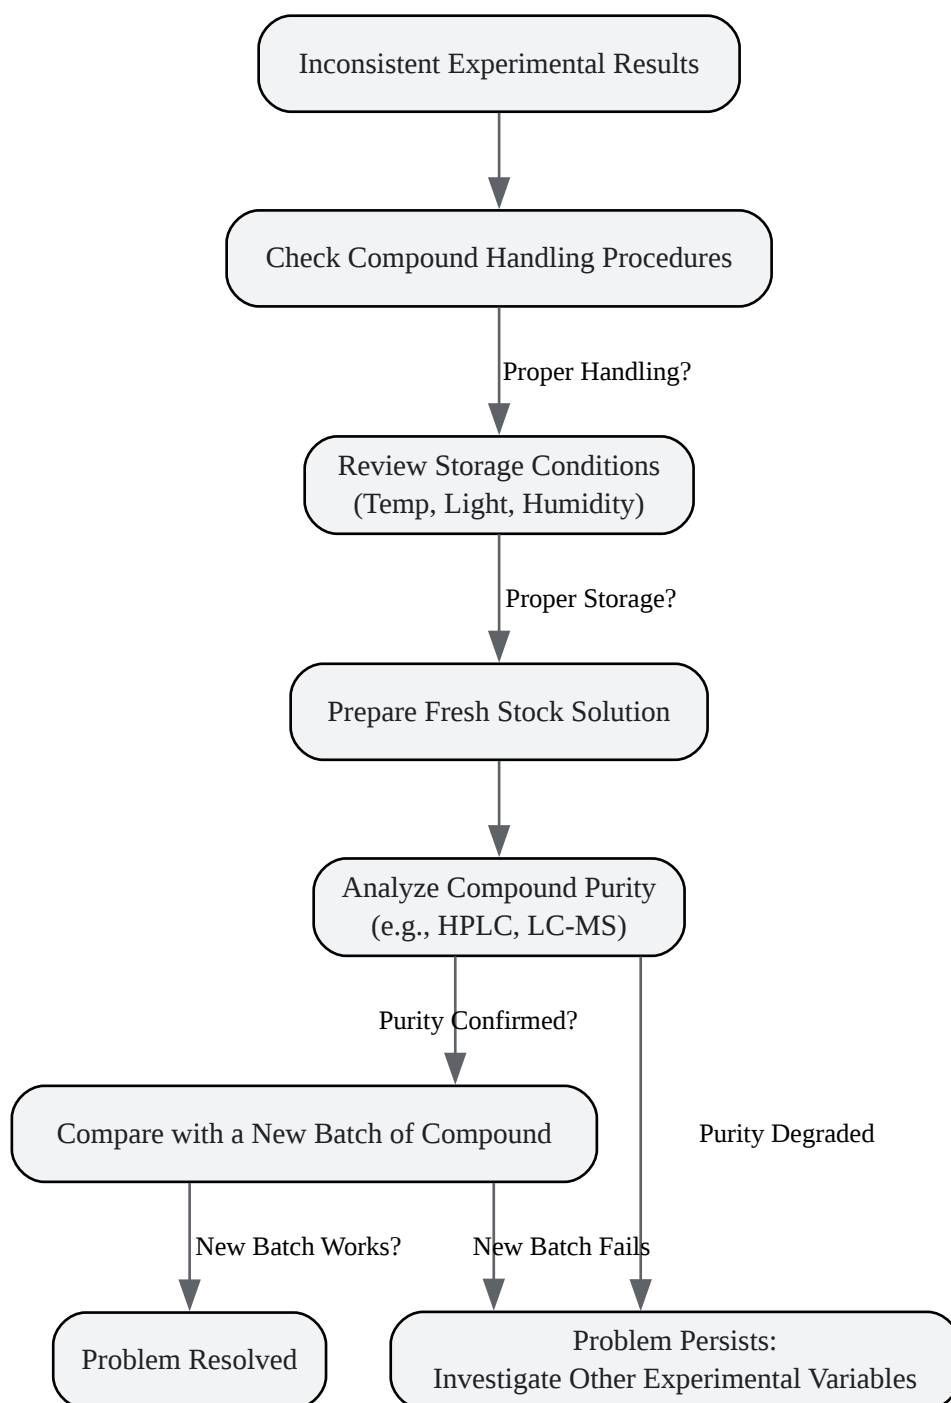 Inconsistent Experimental Results
Check Compound Handling Procedures
Proper Handling?
Review Storage Conditions
(Temp, Light, Humidity)
Proper Storage?
Prepare Fresh Stock Solution
Analyze Compound Purity
(e.g., HPLC, LC-MS)
Purity Confirmed?
Compare with a New Batch of Compound
Purity Degraded
New Batch Works?
New Batch Fails
Problem Resolved
Problem Persists:
Investigate Other Experimental Variables